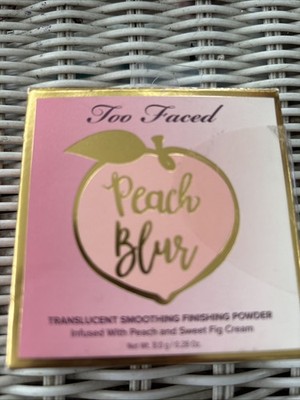 Too Faced
Peach
Blur
TRANSLUCENT SMOOTHING FINISHING POWDER
Infused With Peach and Sweet Fig Cream
Net Wt. 8.0 g / 0.28 Oz.